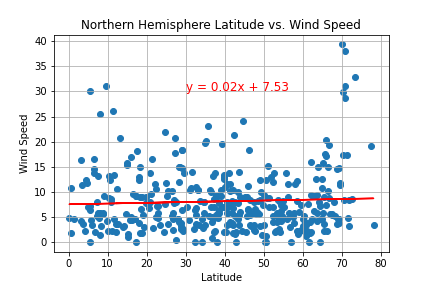 Northern Hemisphere Latitude vs. Wind Speed
40
35
30
25
20
15
10
5
0
Wind Speed
y = 0.02x + 7.53
0 10 20 30 40 50 60 70 80
Latitude